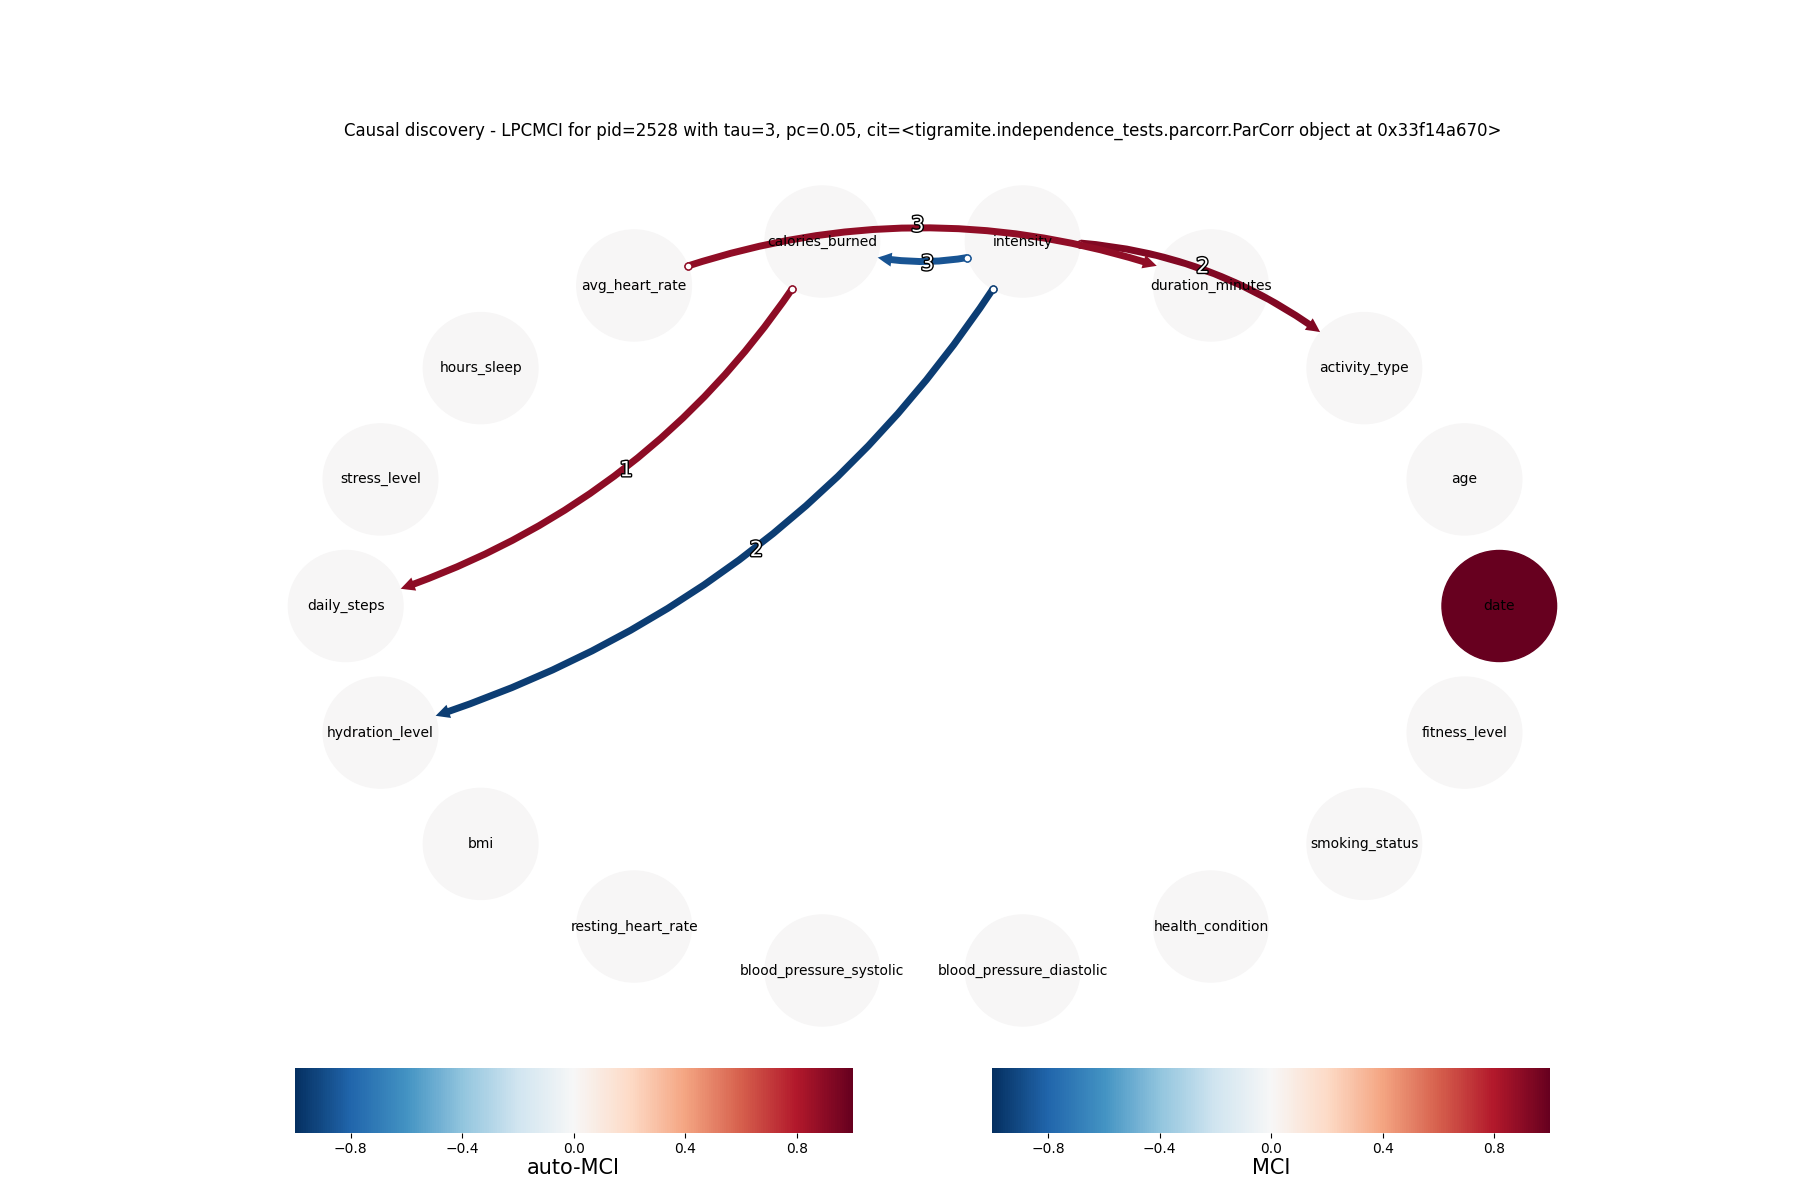 Causal discovery - LPCMCI for pid=2528 with tau=3, pc=0.05, cit=<tigramite.independence_tests.parcorr.ParCorr object at 0x33f14a670>
3
calories_burned
intensity
3
2
avg_heart_rate
duration_minutes
hours_sleep
activity_type
1
stress_level
age
2
daily_steps
date
hydration_level
fitness_level
bmi
smoking_status
resting_heart_rate
health_condition
blood_pressure_systolic
blood_pressure_diastolic
−0.8 −0.4 0.0 0.4 0.8
auto-MCI
−0.8 −0.4 0.0 0.4 0.8
MCI